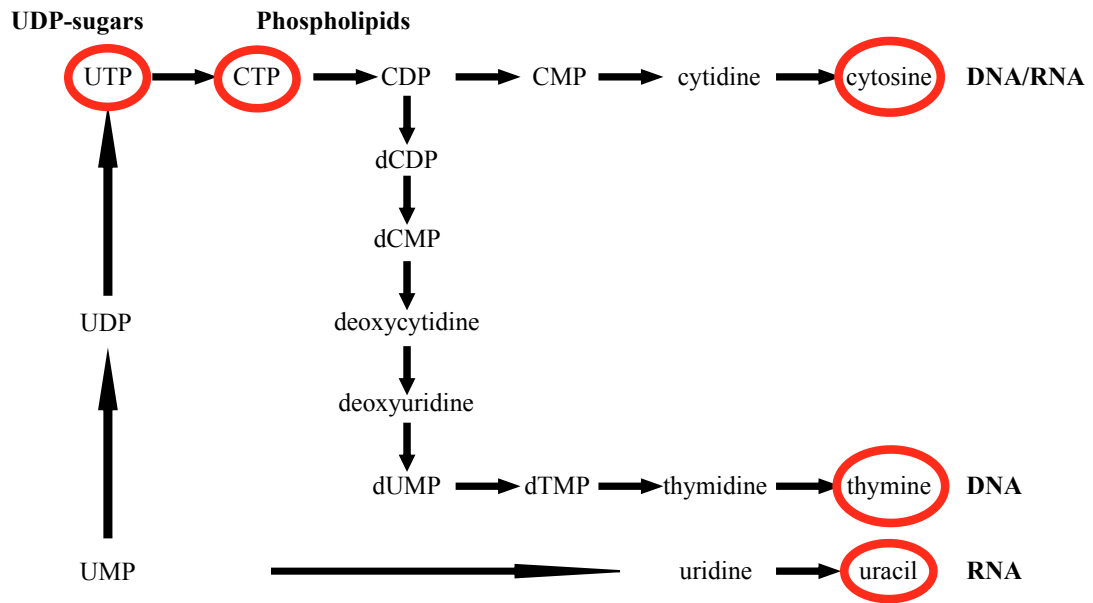 UDP-sugars Phospholipids
UTP CTP CDP CMP cytidine cytosine DNA/RNA
dCDP
dCMP
UDP deoxycytidine
deoxyuridine
dUMP dTMP thymidine thymine DNA
UMP uridine uracil RNA